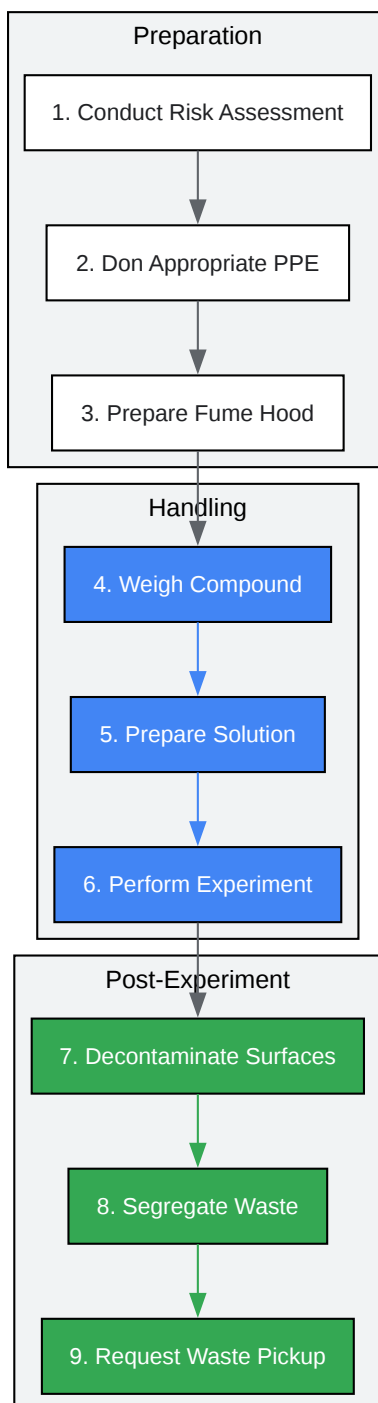 Preparation
1. Conduct Risk Assessment
2. Don Appropriate PPE
3. Prepare Fume Hood
Handling
4. Weigh Compound
5. Prepare Solution
6. Perform Experiment
Post-Experiment
7. Decontaminate Surfaces
8. Segregate Waste
9. Request Waste Pickup